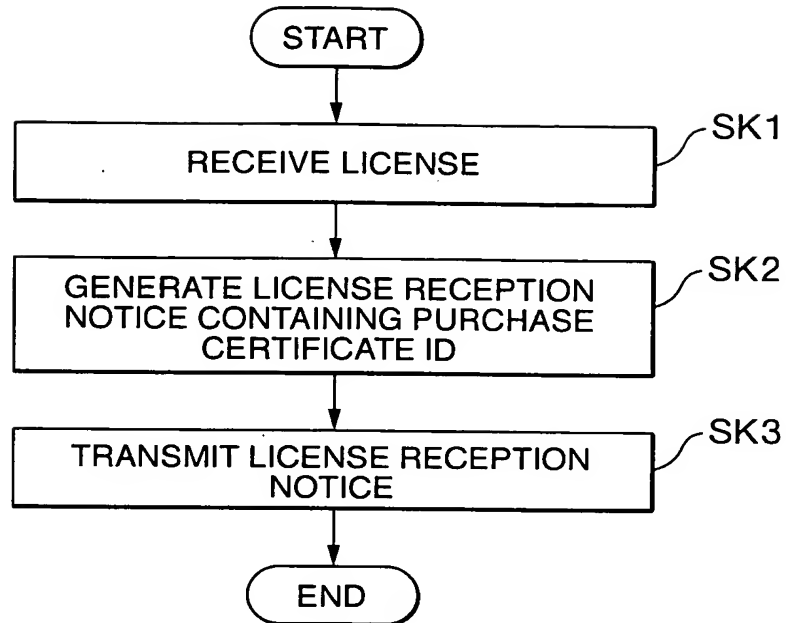 START
RECEIVE LICENSE
SK1
GENERATE LICENSE RECEPTION
NOTICE CONTAINING PURCHASE
CERTIFICATE ID
SK2
TRANSMIT LICENSE RECEPTION
NOTICE
SK3
END